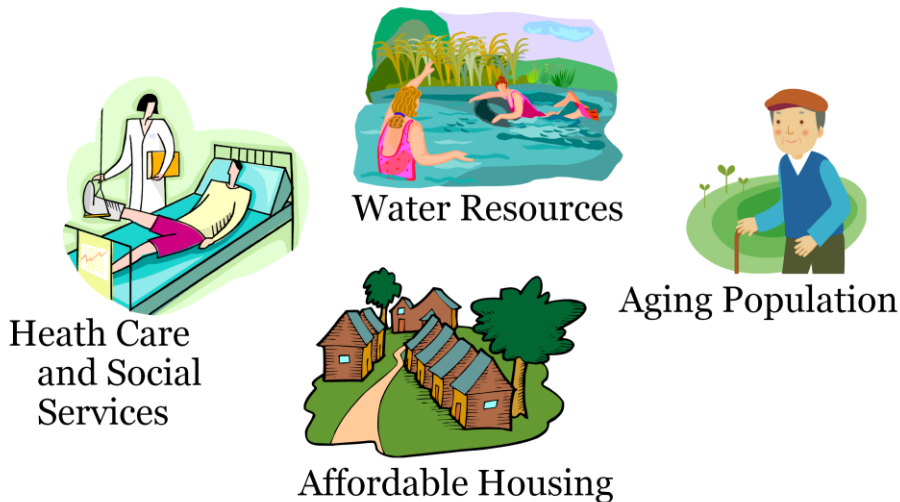 Water Resources
Aging Population
Heath Care
and Social
Services
Affordable Housing